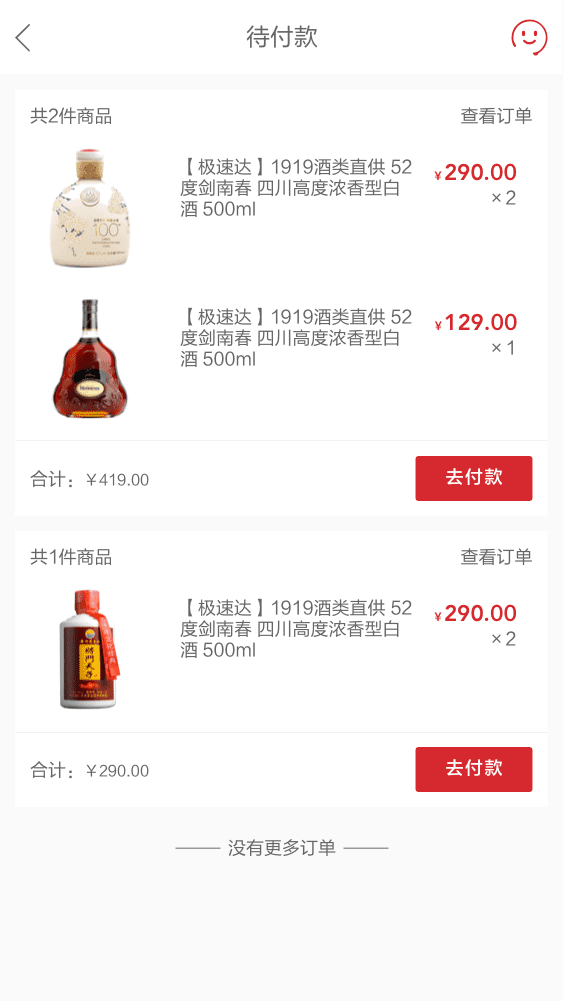 待付款
共2件商品 查看订单
【极速达】1919酒类直供 52 ¥290.00
度剑南春 四川高度浓香型白 ×2
酒 500ml
100
Hennessy
【极速达】1919酒类直供 52 ¥129.00
度剑南春 四川高度浓香型白 ×1
酒 500ml
合计：￥419.00 去付款
共1件商品 查看订单
【极速达】1919酒类直供 52 ¥290.00
度剑南春 四川高度浓香型白 ×2
酒 500ml
合计：￥290.00 去付款
没有更多订单